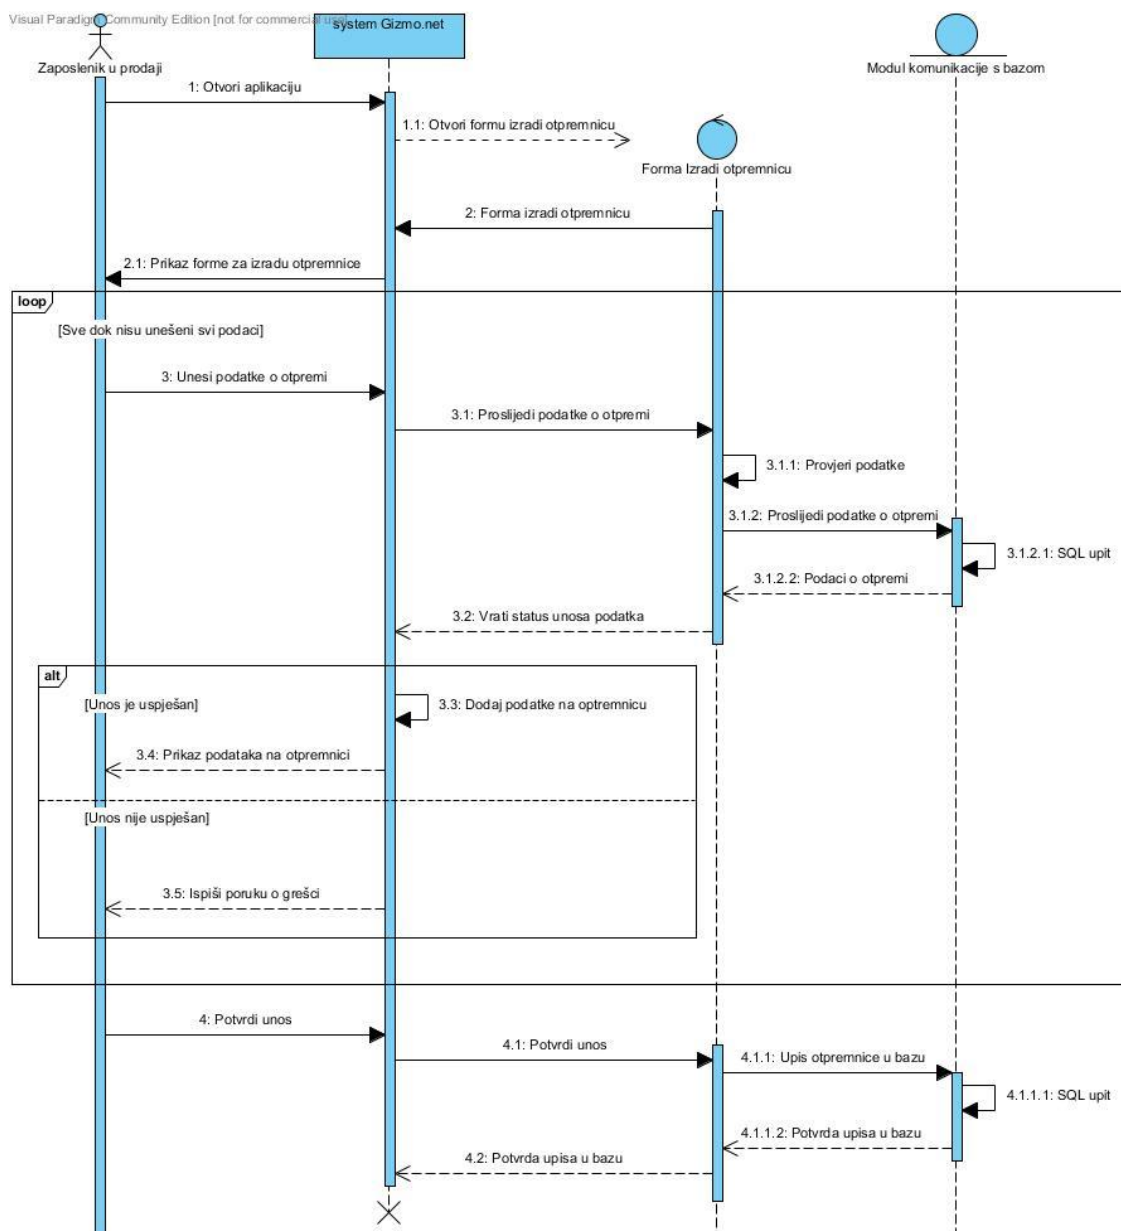 Visual Paradigm Community Edition [not for commercial use]
system Gizmo.net
Zaposlenik u prodaji
Modul komunikacije s bazom
1: Otvori aplikaciju
1.1: Otvori formu izradi otpremnicu
Forma Izradi otpremnicu
2: Forma izradi otpremnicu
2.1: Prikaz forme za izradu otpremnice
loop
[Sve dok nisu unešeni svi podaci]
3: Unesi podatke o otpremi
3.1: Proslijedi podatke o otpremi
3.1.1: Provjeri podatke
3.1.2: Proslijedi podatke o otpremi
3.1.2.1: SQL upit
3.1.2.2: Podaci o otpremi
3.2: Vrati status unosa podatka
alt
[Unos je uspješan]
3.3: Dodaj podatke na optremnicu
3.4: Prikaz podataka na otpremnici
[Unos nije uspješan]
3.5: Ispiši poruku o grešci
4: Potvrdi unos
4.1: Potvrdi unos
4.1.1: Upis otpremnice u bazu
4.1.1.1: SQL upit
4.1.1.2: Potvrda upisa u bazu
4.2: Potvrda upisa u bazu